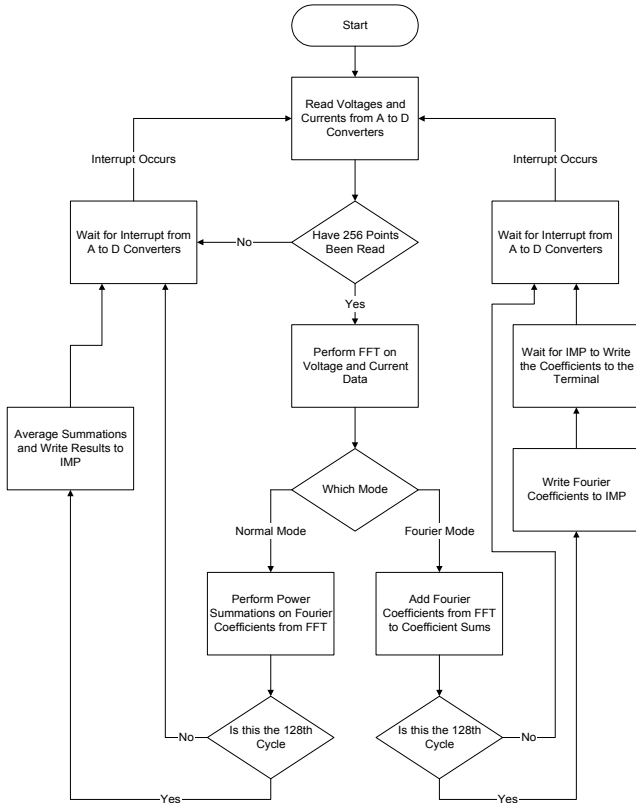 Start
Read Voltages and
Currents from A to D
Converters
Interrupt Occurs
Interrupt Occurs
Wait for Interrupt from
A to D Converters
No
Have 256 Points
Been Read
Wait for Interrupt from
A to D Converters
Yes
Perform FFT on
Voltage and Current
Data
Wait for IMP to Write
the Coefficients to the
Terminal
Average Summations
and Write Results to
IMP
Which Mode
Write Fourier
Coefficients to IMP
Normal Mode
Fourier Mode
Perform Power
Summations on Fourier
Coefficients from FFT
Add Fourier
Coefficients from FFT
to Coefficient Sums
No
Is this the 128th
Cycle
Is this the 128th
Cycle
No
Yes
Yes